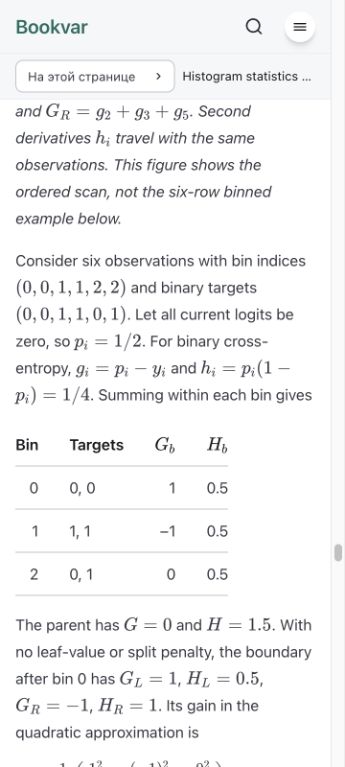 Bookvar
На этой странице
Histogram statistics ...
and G_R = g_2 + g_3 + g_5. Second
derivatives h_i travel with the same
observations. This figure shows the
ordered scan, not the six-row binned
example below.
Consider six observations with bin indices
(0, 0, 1, 1, 2, 2) and binary targets
(0, 0, 1, 1, 0, 1). Let all current logits be
zero, so p_i = 1/2. For binary cross-
entropy, g_i = p_i − y_i and h_i = p_i(1 −
p_i) = 1/4. Summing within each bin gives
Bin Targets G_b H_b
0 0, 0 1 0.5
1 1, 1 −1 0.5
2 0, 1 0 0.5
The parent has G = 0 and H = 1.5. With
no leaf-value or split penalty, the boundary
after bin 0 has G_L = 1, H_L = 0.5,
G_R = −1, H_R = 1. Its gain in the
quadratic approximation is